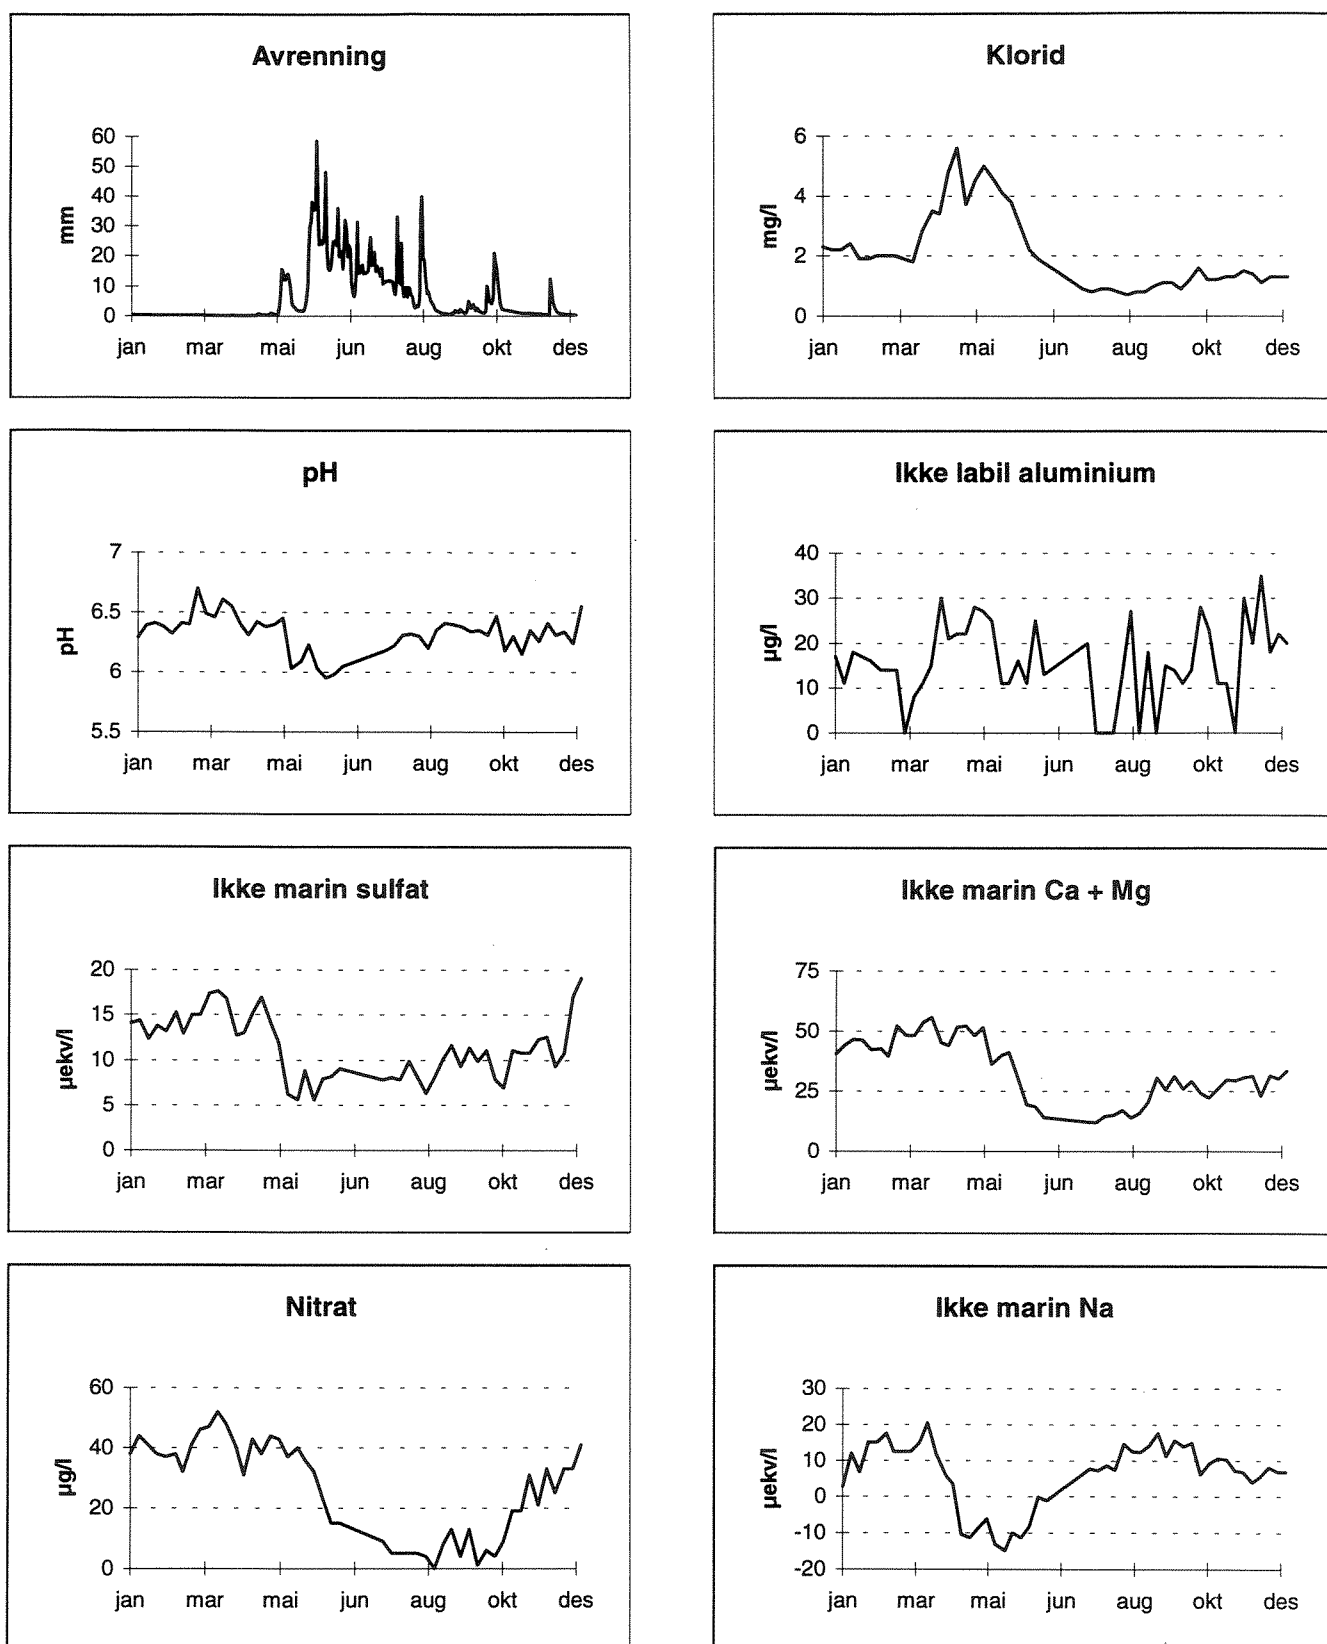 Avrenning
mm
60
50
40
30
20
10
0
jan mar mai jun aug okt des
Klorid
mg/l
6
4
2
0
jan mar mai jun aug okt des
pH
pH
7
6.5
6
5.5
jan mar mai jun aug okt des
Ikke labil aluminium
µg/l
40
30
20
10
0
jan mar mai jun aug okt des
Ikke marin sulfat
µekv/l
20
15
10
5
0
jan mar mai jun aug okt des
Ikke marin Ca + Mg
µekv/l
75
50
25
0
jan mar mai jun aug okt des
Nitrat
µg/l
60
40
20
0
jan mar mai jun aug okt des
Ikke marin Na
µekv/l
30
20
10
0
-10
-20
jan mar mai jun aug okt des